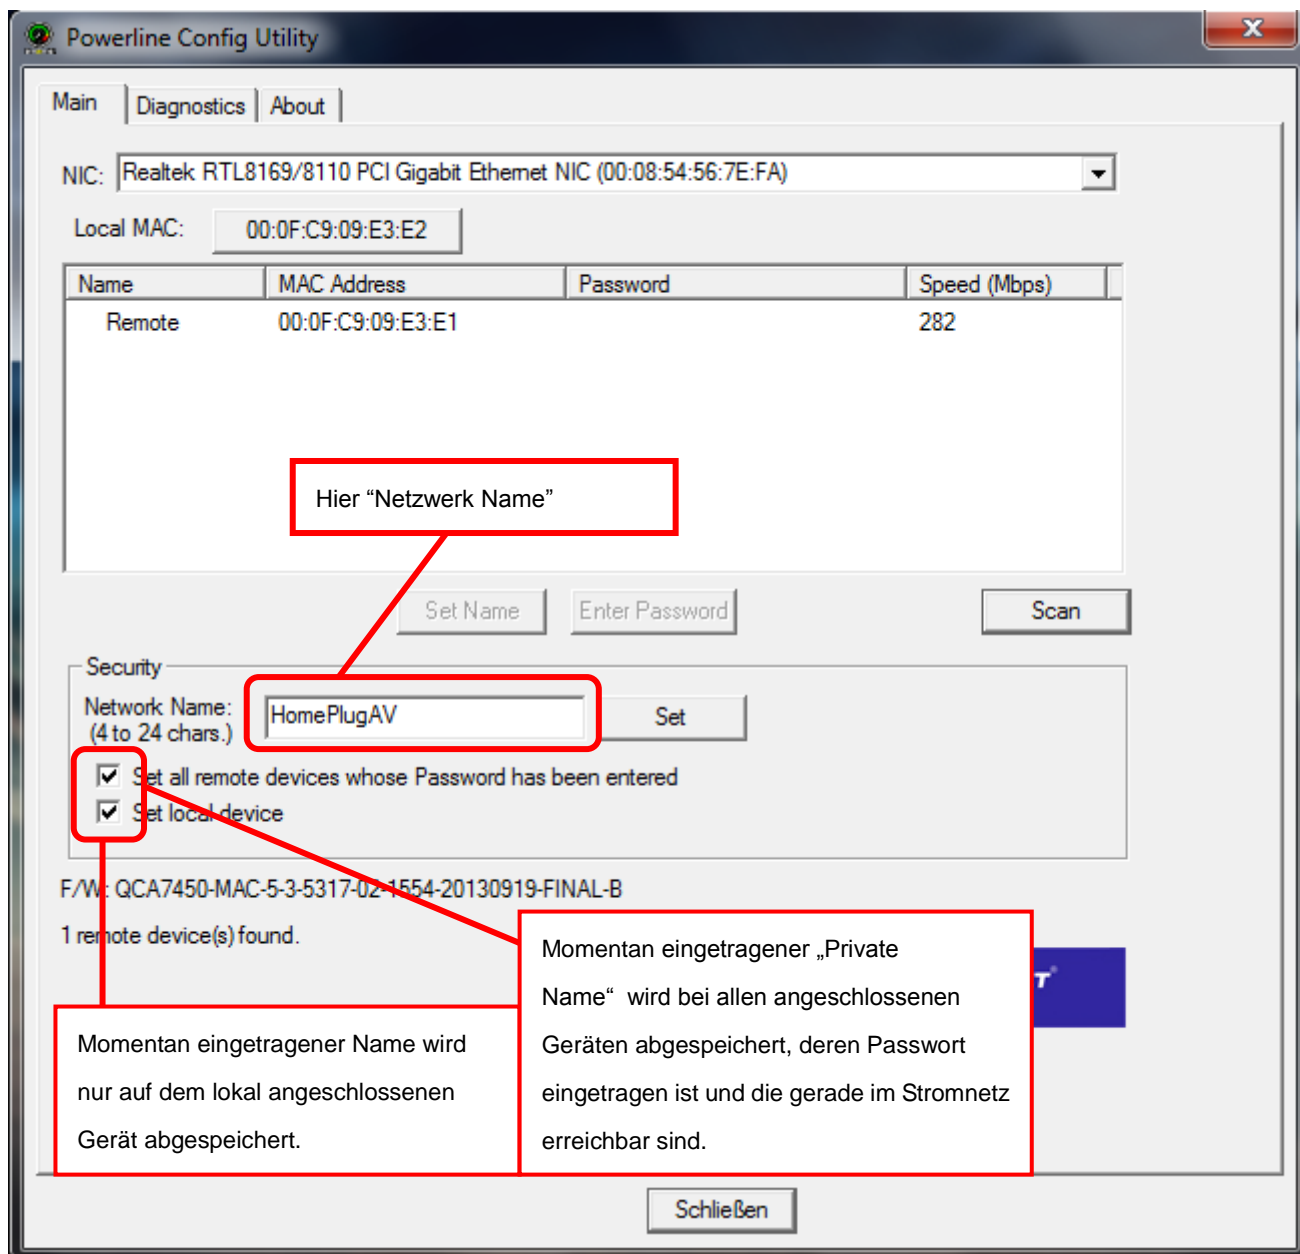 Powerline Config Utility
Main Diagnostics About
NIC: Realtek RTL8169/8110 PCI Gigabit Ethernet NIC (00:08:54:56:7E:FA)
Local MAC: 00:0F:C9:09:E3:E2
Name MAC Address Password Speed (Mbps)
Remote 00:0F:C9:09:E3:E1 282
Hier “Netzwerk Name”
Set Name Enter Password Scan
Security
Network Name: HomePlugAV Set
(4 to 24 chars.)
Set all remote devices whose Password has been entered
Set local device
F/W: QCA7450-MAC-5-3-5317-02-1554-20130919-FINAL-B
1 remote device(s) found.
Momentan eingetragener Name wird
nur auf dem lokal angeschlossenen
Gerät abgespeichert.
Momentan eingetragener „Private
Name“ wird bei allen angeschlossenen
Geräten abgespeichert, deren Passwort
eingetragen ist und die gerade im Stromnetz
erreichbar sind.
Schließen